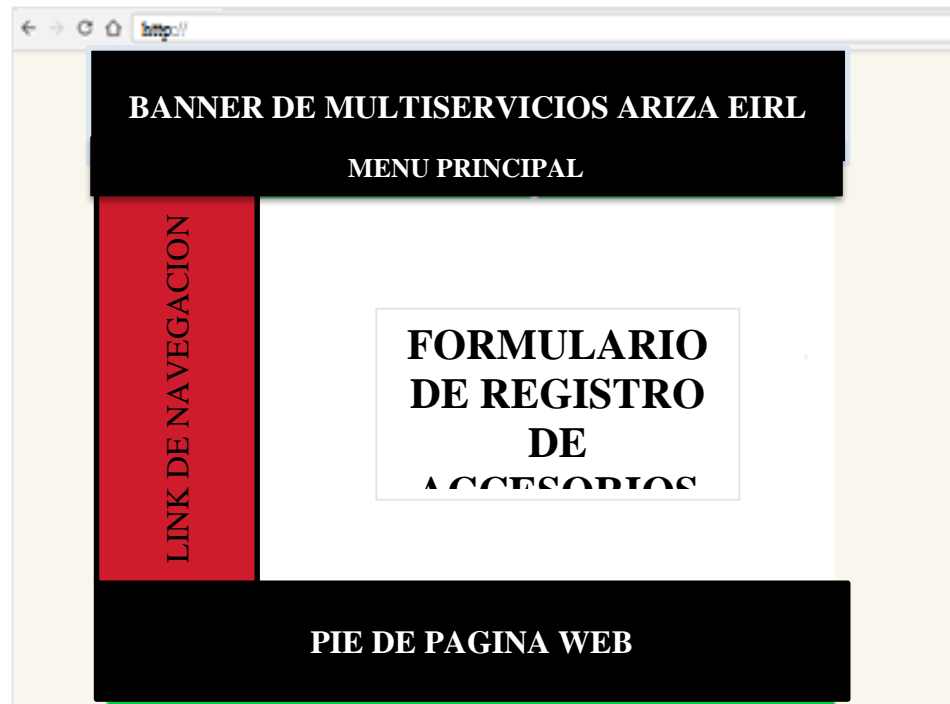 http://
BANNER DE MULTISERVICIOS ARIZA EIRL
MENU PRINCIPAL
LINK DE NAVEGACION
FORMULARIO
DE REGISTRO
DE
ACCESORIOS
PIE DE PAGINA WEB